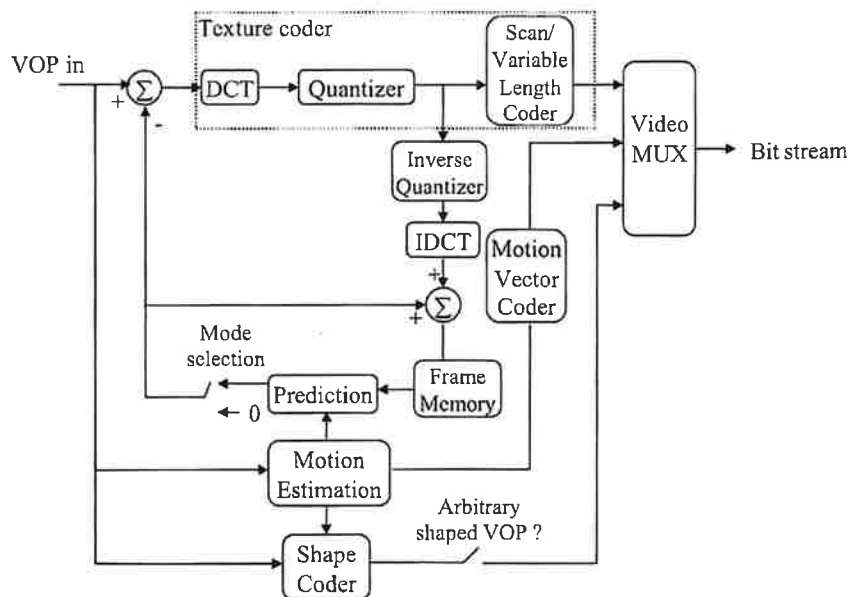 Texture coder
VOP in
+
Σ
-
DCT
Quantizer
Scan/
Variable
Length
Coder
Video
MUX
Bit stream
Inverse
Quantizer
IDCT
+
+
Σ
Motion
Vector
Coder
Mode
selection
Prediction
0
Frame
Memory
Motion
Estimation
Arbitrary
shaped VOP ?
Shape
Coder